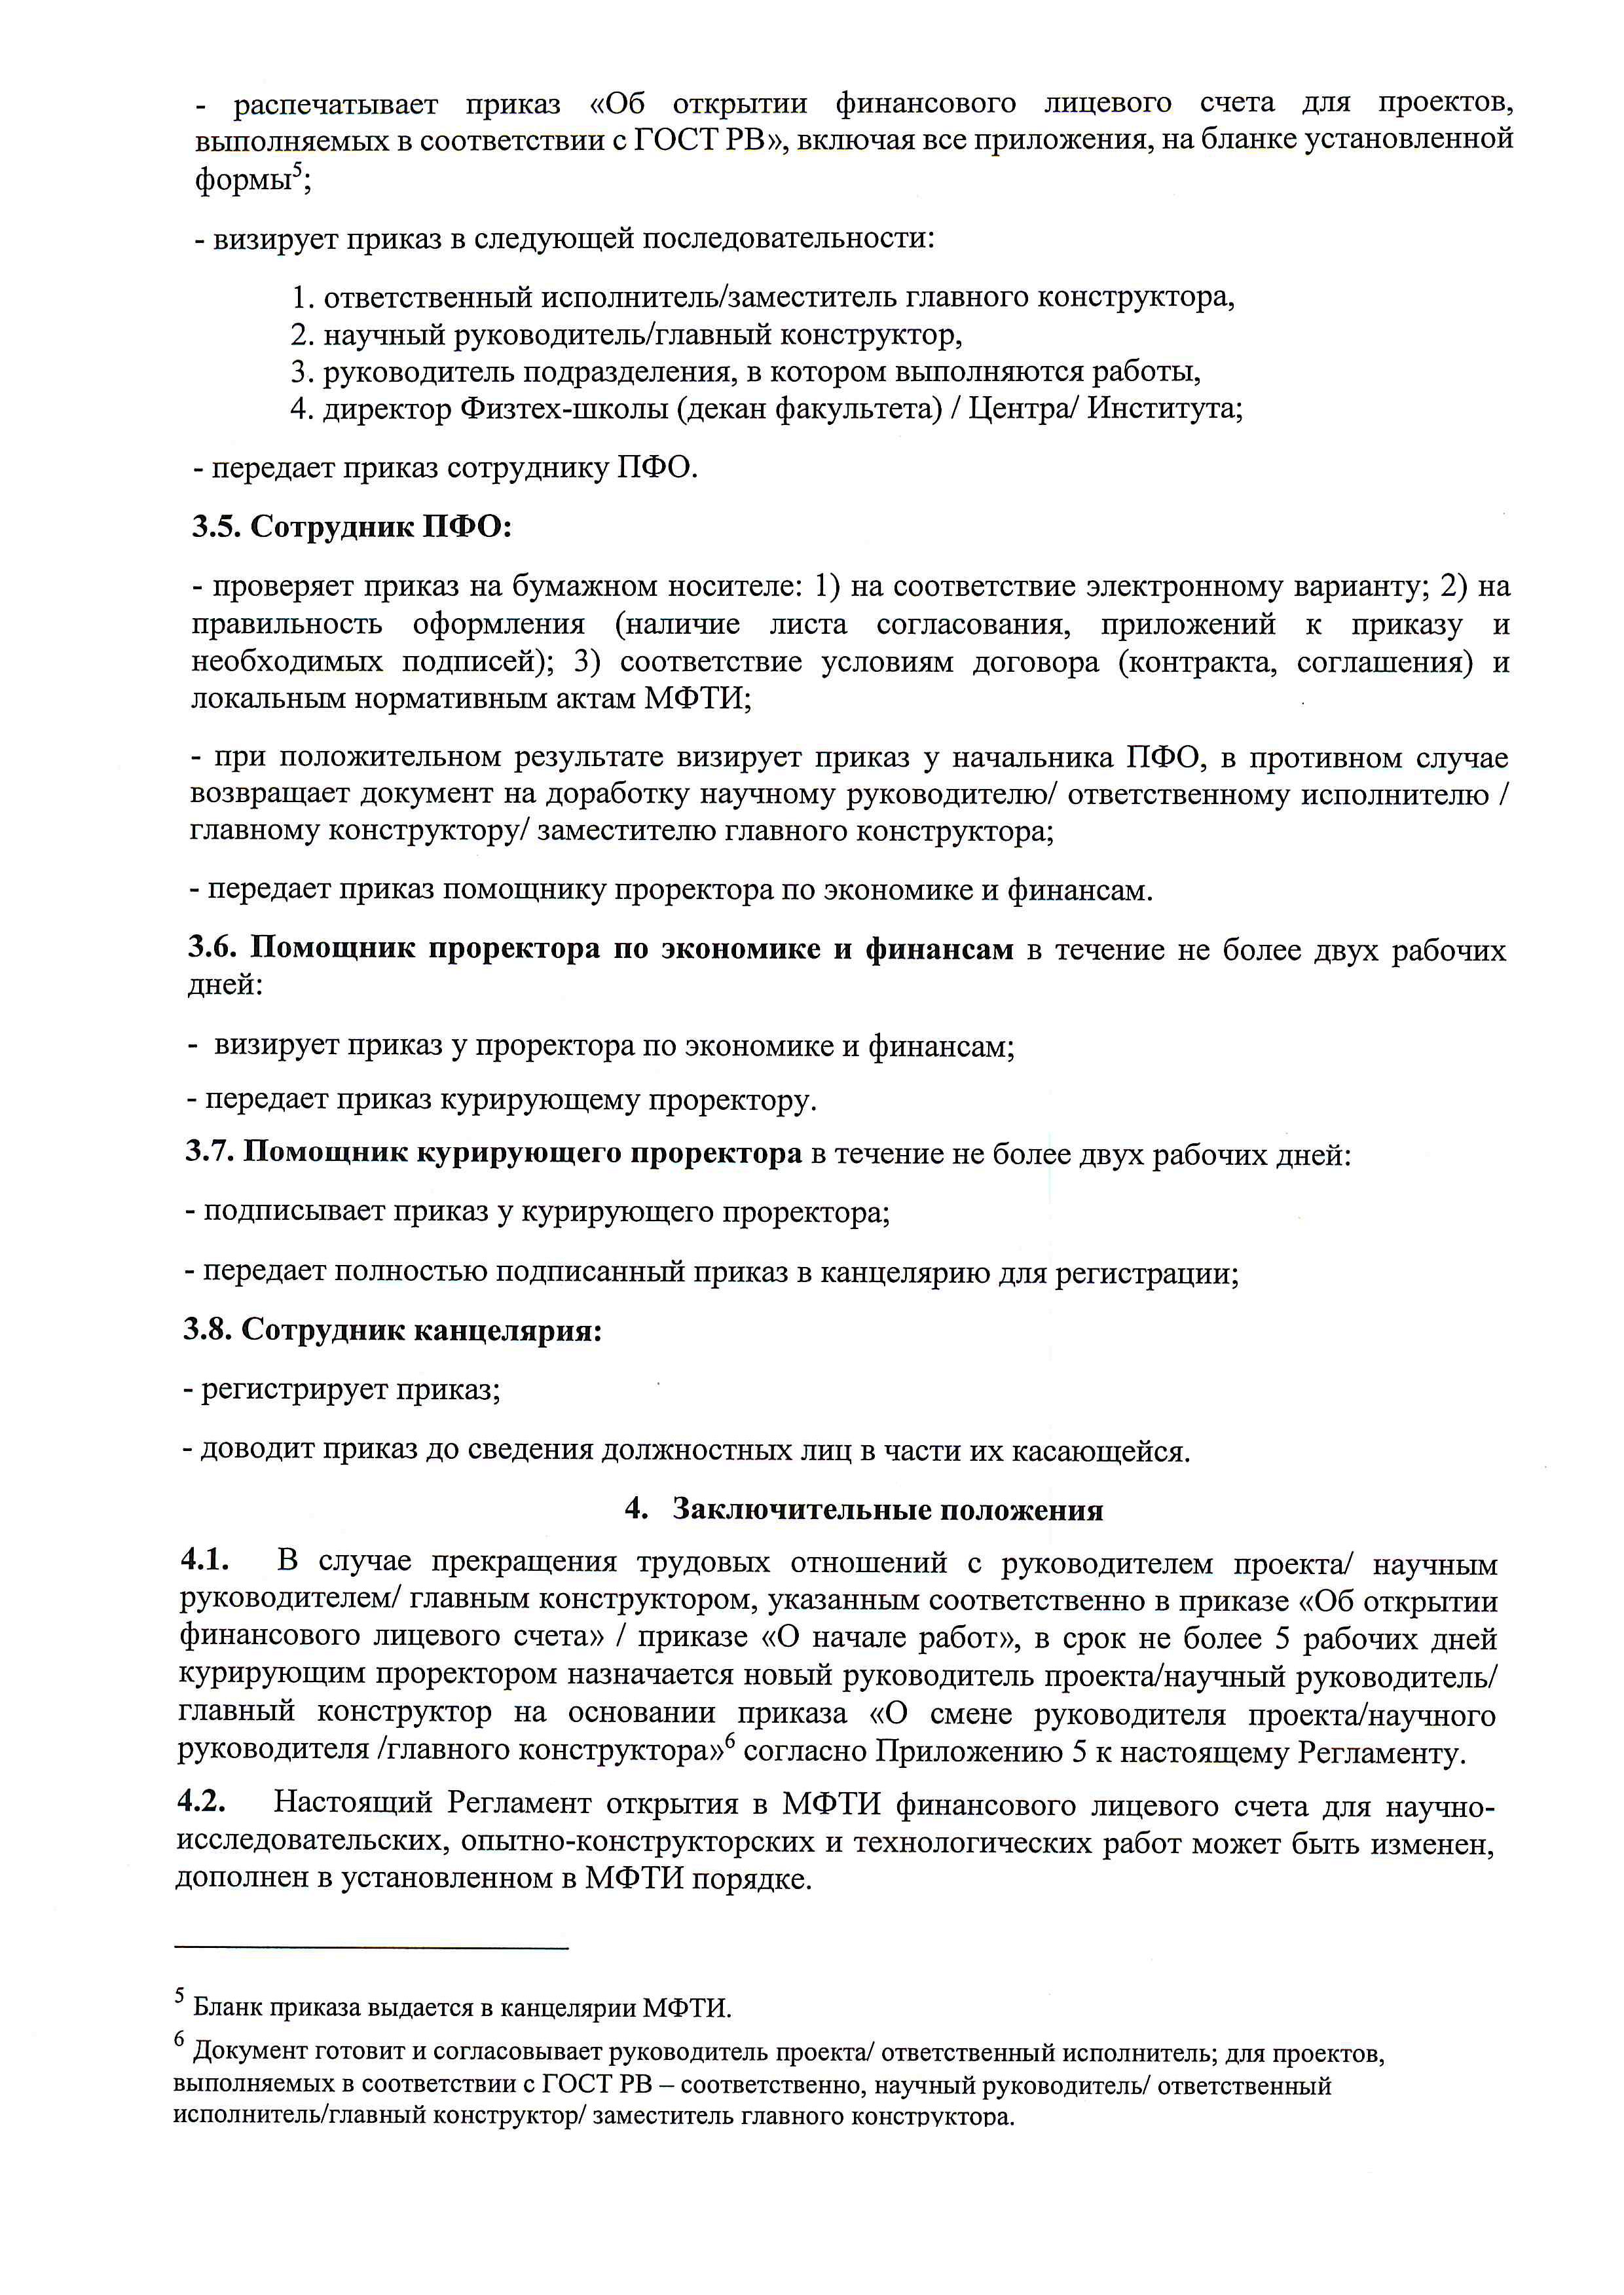 - распечатывает приказ «Об открытии финансового лицевого счета для проектов,
выполняемых в соответствии с ГОСТ РВ», включая все приложения, на бланке установленной
формы5;
- визирует приказ в следующей последовательности:
1. ответственный исполнитель/заместитель главного конструктора,
2. научный руководитель/главный конструктор,
3. руководитель подразделения, в котором выполняются работы,
4. директор Физтех-школы (декан факультета) / Центра/ Института;
- передает приказ сотруднику ПФО.
3.5. Сотрудник ПФО:
- проверяет приказ на бумажном носителе: 1) на соответствие электронному варианту; 2) на
правильность оформления (наличие листа согласования, приложений к приказу и
необходимых подписей); 3) соответствие условиям договора (контракта, соглашения) и
локальным нормативным актам МФТИ;
- при положительном результате визирует приказ у начальника ПФО, в противном случае
возвращает документ на доработку научному руководителю/ ответственному исполнителю /
главному конструктору/ заместителю главного конструктора;
- передает приказ помощнику проректора по экономике и финансам.
3.6. Помощник проректора по экономике и финансам в течение не более двух рабочих
дней:
- визирует приказ у проректора по экономике и финансам;
- передает приказ курирующему проректору.
3.7. Помощник курирующего проректора в течение не более двух рабочих дней:
- подписывает приказ у курирующего проректора;
- передает полностью подписанный приказ в канцелярию для регистрации;
3.8. Сотрудник канцелярия:
- регистрирует приказ;
- доводит приказ до сведения должностных лиц в части их касающейся.
4. Заключительные положения
4.1. В случае прекращения трудовых отношений с руководителем проекта/ научным
руководителем/ главным конструктором, указанным соответственно в приказе «Об открытии
финансового лицевого счета» / приказе «О начале работ», в срок не более 5 рабочих дней
курирующим проректором назначается новый руководитель проекта/научный руководитель/
главный конструктор на основании приказа «О смене руководителя проекта/научного
руководителя /главного конструктора»6 согласно Приложению 5 к настоящему Регламенту.
4.2. Настоящий Регламент открытия в МФТИ финансового лицевого счета для научно-
исследовательских, опытно-конструкторских и технологических работ может быть изменен,
дополнен в установленном в МФТИ порядке.
5 Бланк приказа выдается в канцелярии МФТИ.
6 Документ готовит и согласовывает руководитель проекта/ ответственный исполнитель; для проектов,
выполняемых в соответствии с ГОСТ РВ – соответственно, научный руководитель/ ответственный
исполнитель/главный конструктор/ заместитель главного конструктора.